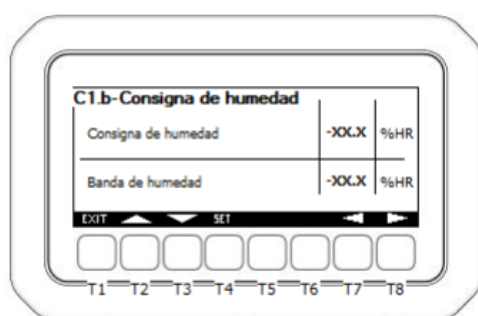 C1.b-Consigna de humedad
Consigna de humedad -XX.X %HR
Banda de humedad -XX.X %HR
EXIT SET
T1 T2 T3 T4 T5 T6 T7 T8